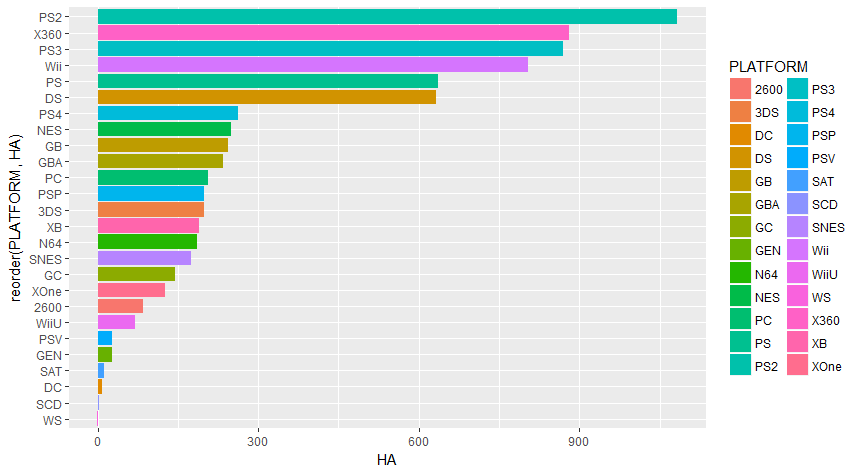 reorder(PLATFORM, HA)
PS2
X360
PS3
Wii
PS
DS
PS4
NES
GB
GBA
PC
PSP
3DS
XB
N64
SNES
GC
XOne
2600
WiiU
PSV
GEN
SAT
DC
SCD
WS
0 300 600 900
HA
PLATFORM
2600 PS3
3DS PS4
DC PSP
DS PSV
GB SAT
GBA SCD
GC SNES
GEN Wii
N64 WiiU
NES WS
PC X360
PS XB
PS2 XOne